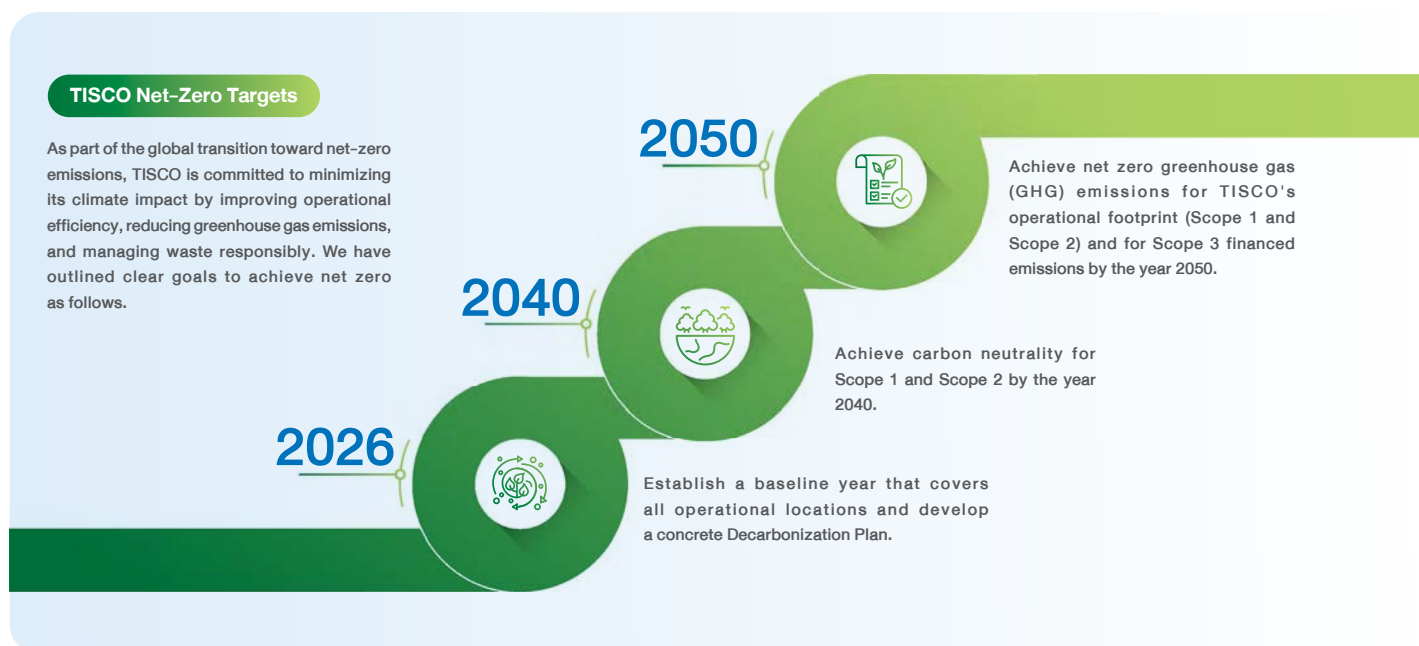 TISCO Net-Zero Targets
As part of the global transition toward net-zero
emissions, TISCO is committed to minimizing
its climate impact by improving operational
efficiency, reducing greenhouse gas emissions,
and managing waste responsibly. We have
outlined clear goals to achieve net zero
as follows.
2050
Achieve net zero greenhouse gas
(GHG) emissions for TISCO's
operational footprint (Scope 1 and
Scope 2) and for Scope 3 financed
emissions by the year 2050.
2040
Achieve carbon neutrality for
Scope 1 and Scope 2 by the year
2040.
2026
Establish a baseline year that covers
all operational locations and develop
a concrete Decarbonization Plan.